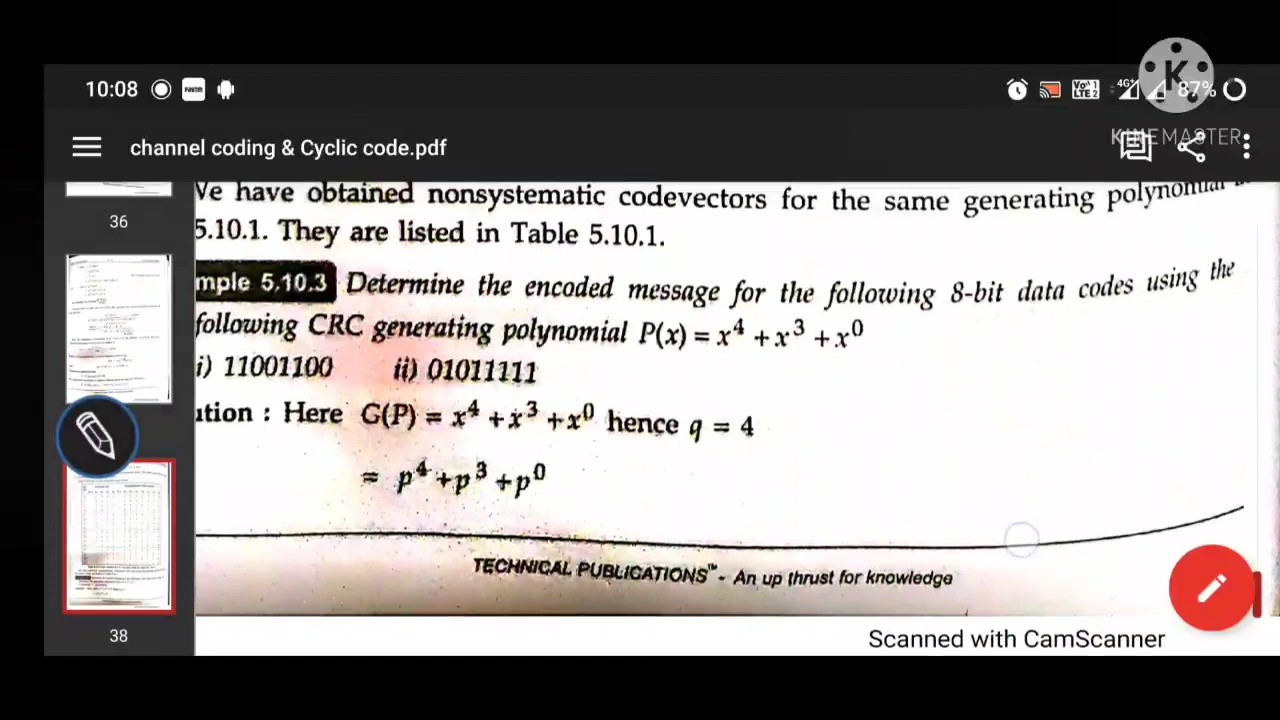 10:08 87%
KINEMASTER
channel coding & Cyclic code.pdf
36
Ve have obtained nonsystematic codevectors for the same generating polynomial
5.10.1. They are listed in Table 5.10.1.
mple 5.10.3 Determine the encoded message for the following 8-bit data codes using the
following CRC generating polynomial P(x) = x⁴ + x³ + x⁰
i) 11001100 ii) 01011111
ution : Here G(P) = x⁴ + x³ + x⁰ hence q = 4
= p⁴ + p³ + p⁰
TECHNICAL PUBLICATIONS™ - An up thrust for knowledge
38
Scanned with CamScanner